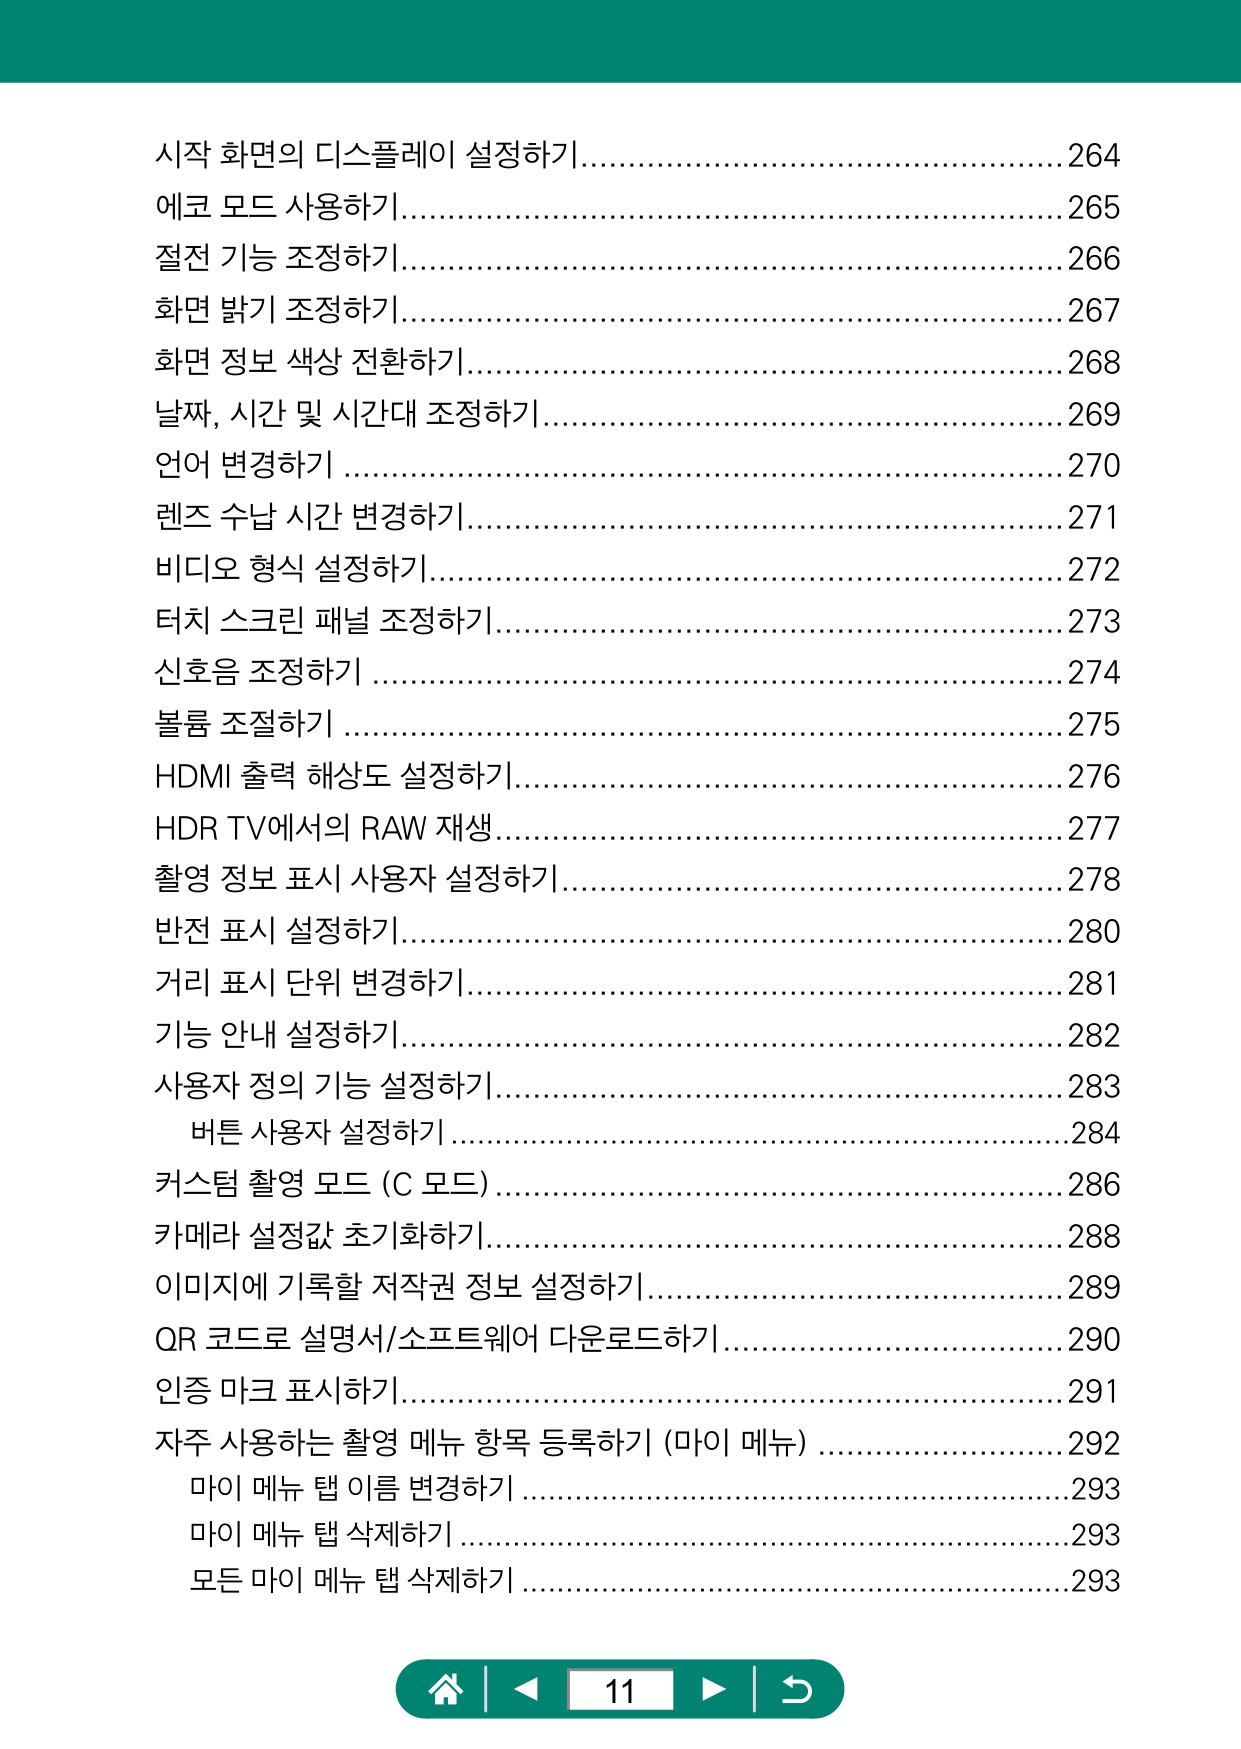 시작 화면의 디스플레이 설정하기..................................................264
에코 모드 사용하기.....................................................................265
절전 기능 조정하기.....................................................................266
화면 밝기 조정하기.....................................................................267
화면 정보 색상 전환하기..............................................................268
날짜, 시간 및 시간대 조정하기......................................................269
언어 변경하기 ...........................................................................270
렌즈 수납 시간 변경하기..............................................................271
비디오 형식 설정하기..................................................................272
터치 스크린 패널 조정하기...........................................................273
신호음 조정하기 ........................................................................274
볼륨 조절하기 ...........................................................................275
HDMI 출력 해상도 설정하기.........................................................276
HDR TV에서의 RAW 재생...........................................................277
촬영 정보 표시 사용자 설정하기....................................................278
반전 표시 설정하기.....................................................................280
거리 표시 단위 변경하기..............................................................281
기능 안내 설정하기.....................................................................282
사용자 정의 기능 설정하기...........................................................283
버튼 사용자 설정하기 .....................................................................284
커스텀 촬영 모드 (C 모드)...........................................................286
카메라 설정값 초기화하기............................................................288
이미지에 기록할 저작권 정보 설정하기...........................................289
QR 코드로 설명서/소프트웨어 다운로드하기...................................290
인증 마크 표시하기.....................................................................291
자주 사용하는 촬영 메뉴 항목 등록하기 (마이 메뉴) .........................292
마이 메뉴 탭 이름 변경하기 .............................................................293
마이 메뉴 탭 삭제하기 ....................................................................293
모든 마이 메뉴 탭 삭제하기 .............................................................293
11